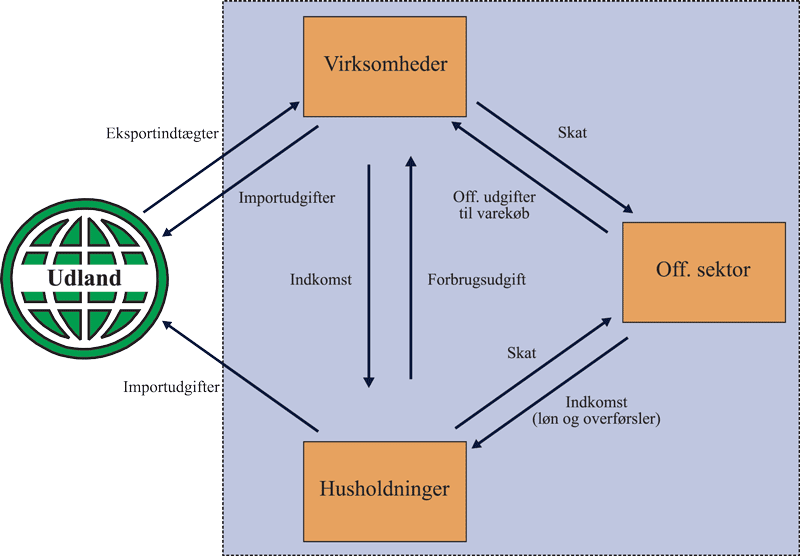 Virksomheder
Eksportindtægter
Skat
Importudgifter
Off. udgifter
til varekøb
Udland
Indkomst
Forbrugsudgift
Off. sektor
Skat
Importudgifter
Indkomst
(løn og overførsler)
Husholdninger